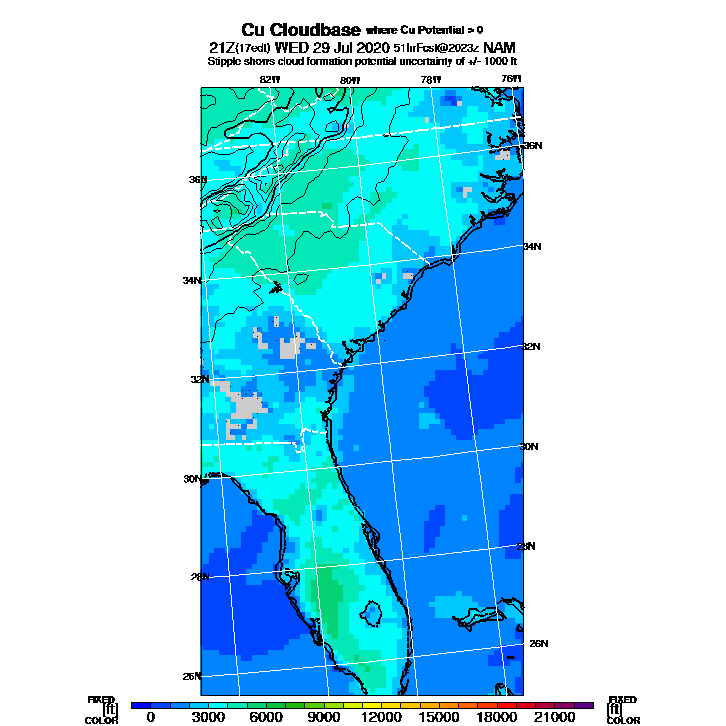 Cu Cloudbase where Cu Potential > 0
21Z(17edt) WED 29 Jul 2020 51hrFcst@2023z NAM
Stipple shows cloud formation potential uncertainty of +/- 1000 ft
82W 80W 78W 76W
36N
36N
34N
34N
32N
32N
30N
30N
28N
28N
26N
26N
FIXED FIXED
[ft] [ft]
COLOR COLOR
0 3000 6000 9000 12000 15000 18000 21000